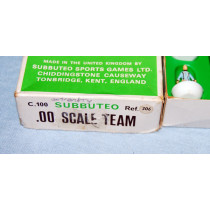 MADE IN THE UNITED KINGDOM BY
SUBBUTEO SPORTS GAMES LTD.
CHIDDINGSTONE CAUSEWAY
TONBRIDGE, KENT, ENGLAND
C.100 SUBBUTEO Ref.
.00 SCALE TEAM